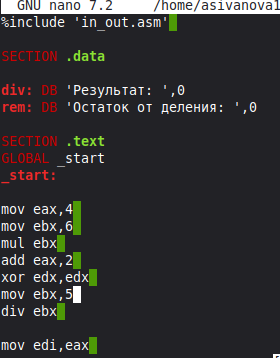 GNU nano 7.2 /home/asivanova1
%include 'in_out.asm'
SECTION .data
div: DB 'Результат: ',0
rem: DB 'Остаток от деления: ',0
SECTION .text
GLOBAL _start
_start:
mov eax,4
mov ebx,6
mul ebx
add eax,2
xor edx,edx
mov ebx,5
div ebx
mov edi,eax